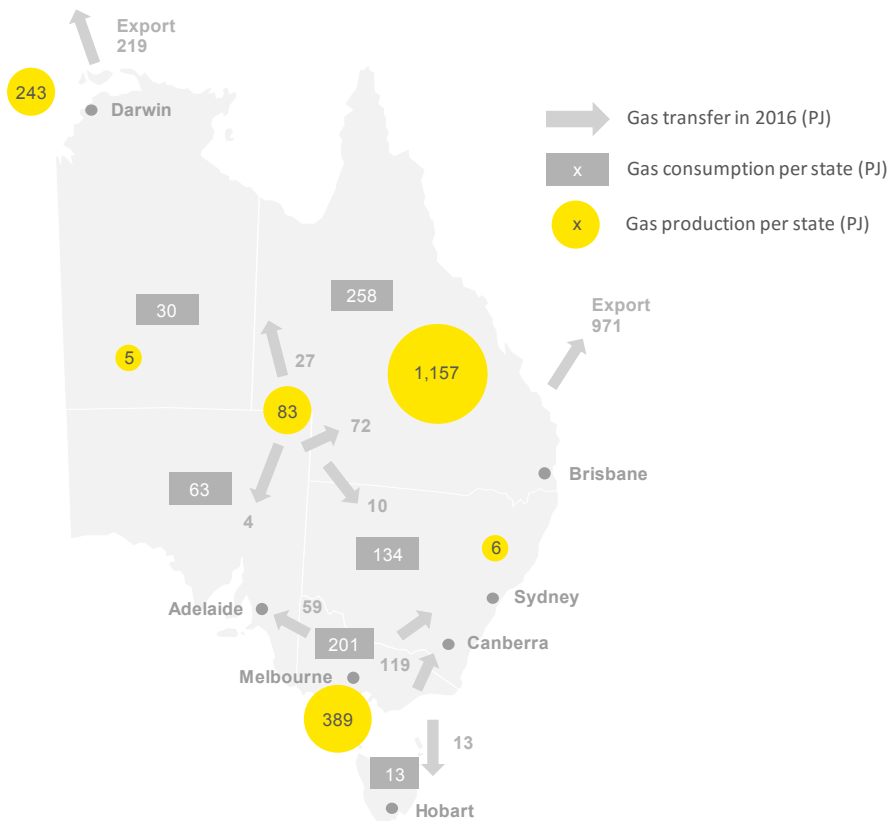 Export
219
243
Darwin
Gas transfer in 2016 (PJ)
x Gas consumption per state (PJ)
x Gas production per state (PJ)
258
30
Export
971
5
27
1,157
83
72
Brisbane
63
10
4
134
6
Sydney
59
Adelaide
201
Canberra
119
Melbourne
389
13
13
Hobart